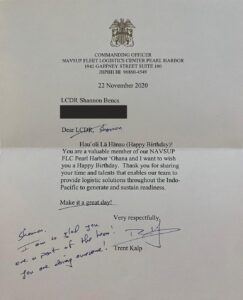 COMMANDING OFFICER
NAVSUP FLEET LOGISTICS CENTER PEARL HARBOR
1942 GAFFNEY STREET SUITE 100
JBPHH HI 96860-4549
22 November 2020
LCDR Shannon Bencs
Dear LCDR, Shannon
Hau'oli Lā Hānau (Happy Birthday)!
You are a valuable member of our NAVSUP
FLC Pearl Harbor 'Ohana and I want to wish
you a Happy Birthday. Thank you for sharing
your time and talents that enables our team to
provide logistic solutions throughout the Indo-
Pacific to generate and sustain readiness.
Make it a great day!
Very respectfully,
Trent Kalp
Shannon,
I am so glad you
are a part of the team!
You are doing awesome!